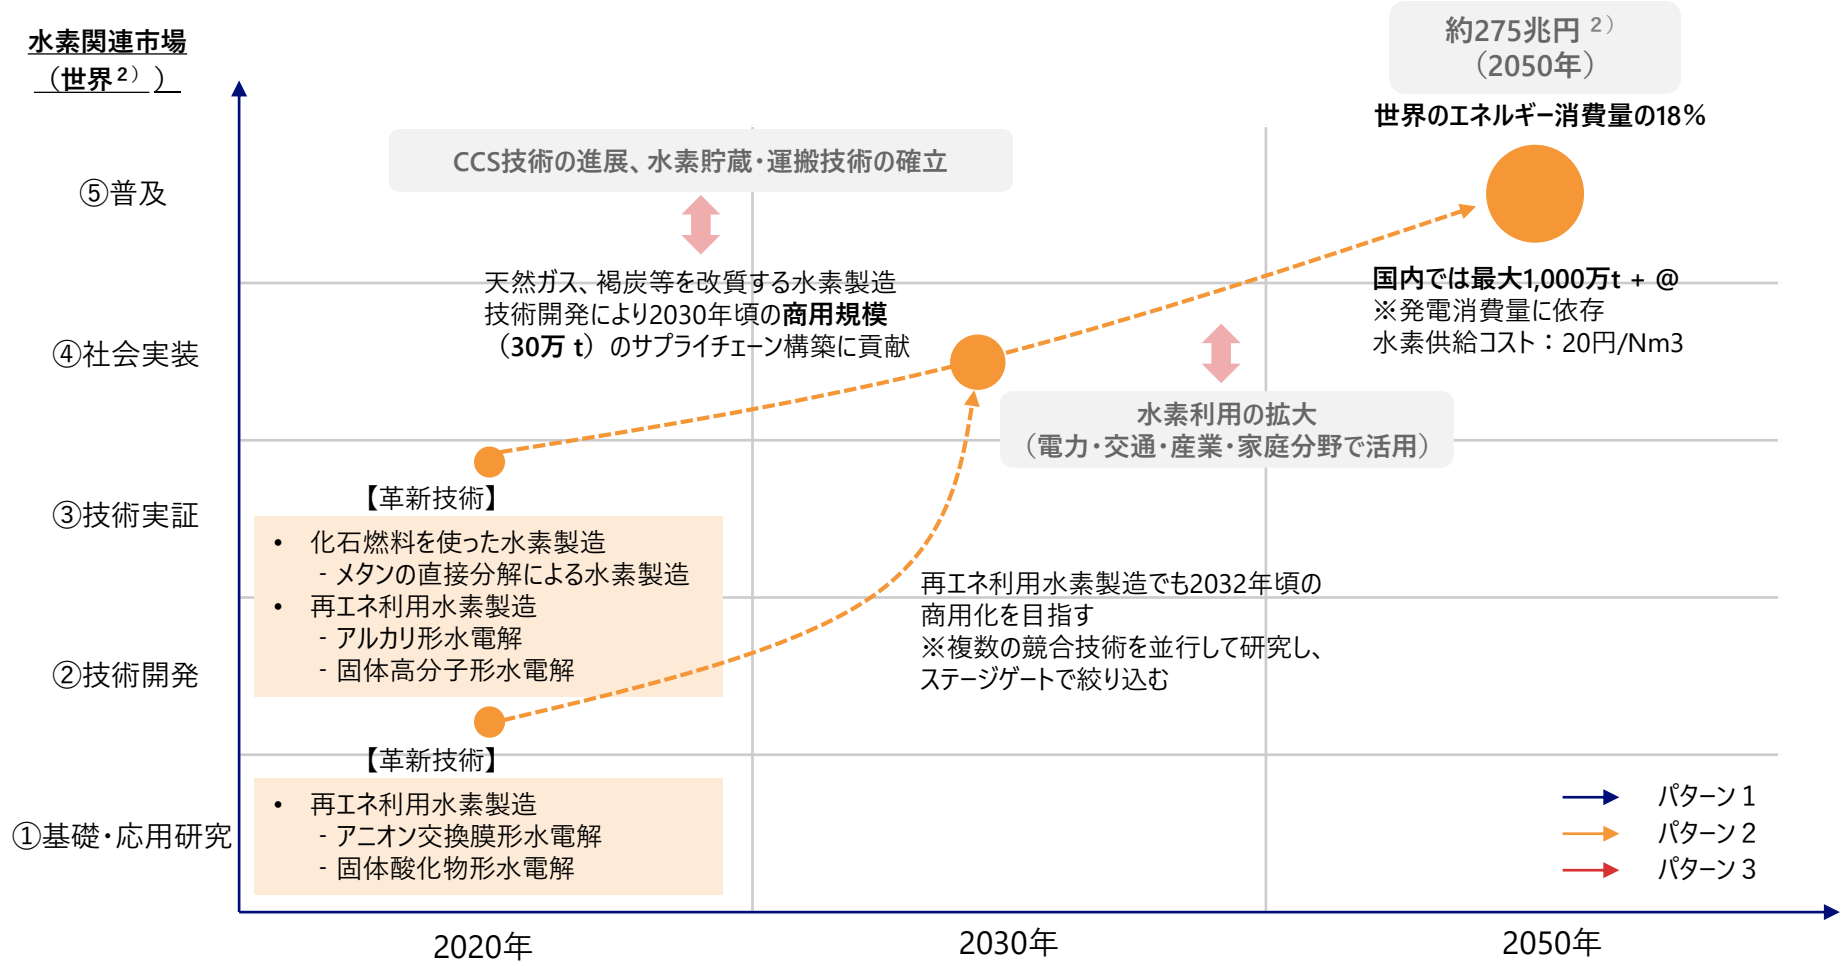 水素関連市場
（世界２））
約275兆円 ２）
（2050年）
世界のエネルギー消費量の18%
CCS技術の進展、水素貯蔵・運搬技術の確立
⑤普及
天然ガス、褐炭等を改質する水素製造
技術開発により2030年頃の商用規模
（30万 t）のサプライチェーン構築に貢献
国内では最大1,000万t + @
※発電消費量に依存
水素供給コスト：20円/Nm3
④社会実装
水素利用の拡大
（電力・交通・産業・家庭分野で活用）
【革新技術】
③技術実証
• 化石燃料を使った水素製造
- メタンの直接分解による水素製造
• 再エネ利用水素製造
- アルカリ形水電解
- 固体高分子形水電解
再エネ利用水素製造でも2032年頃の
商用化を目指す
※複数の競合技術を並行して研究し、
ステージゲートで絞り込む
②技術開発
【革新技術】
• 再エネ利用水素製造
- アニオン交換膜形水電解
- 固体酸化物形水電解
①基礎・応用研究
パターン１
パターン２
パターン３
2020年
2030年
2050年